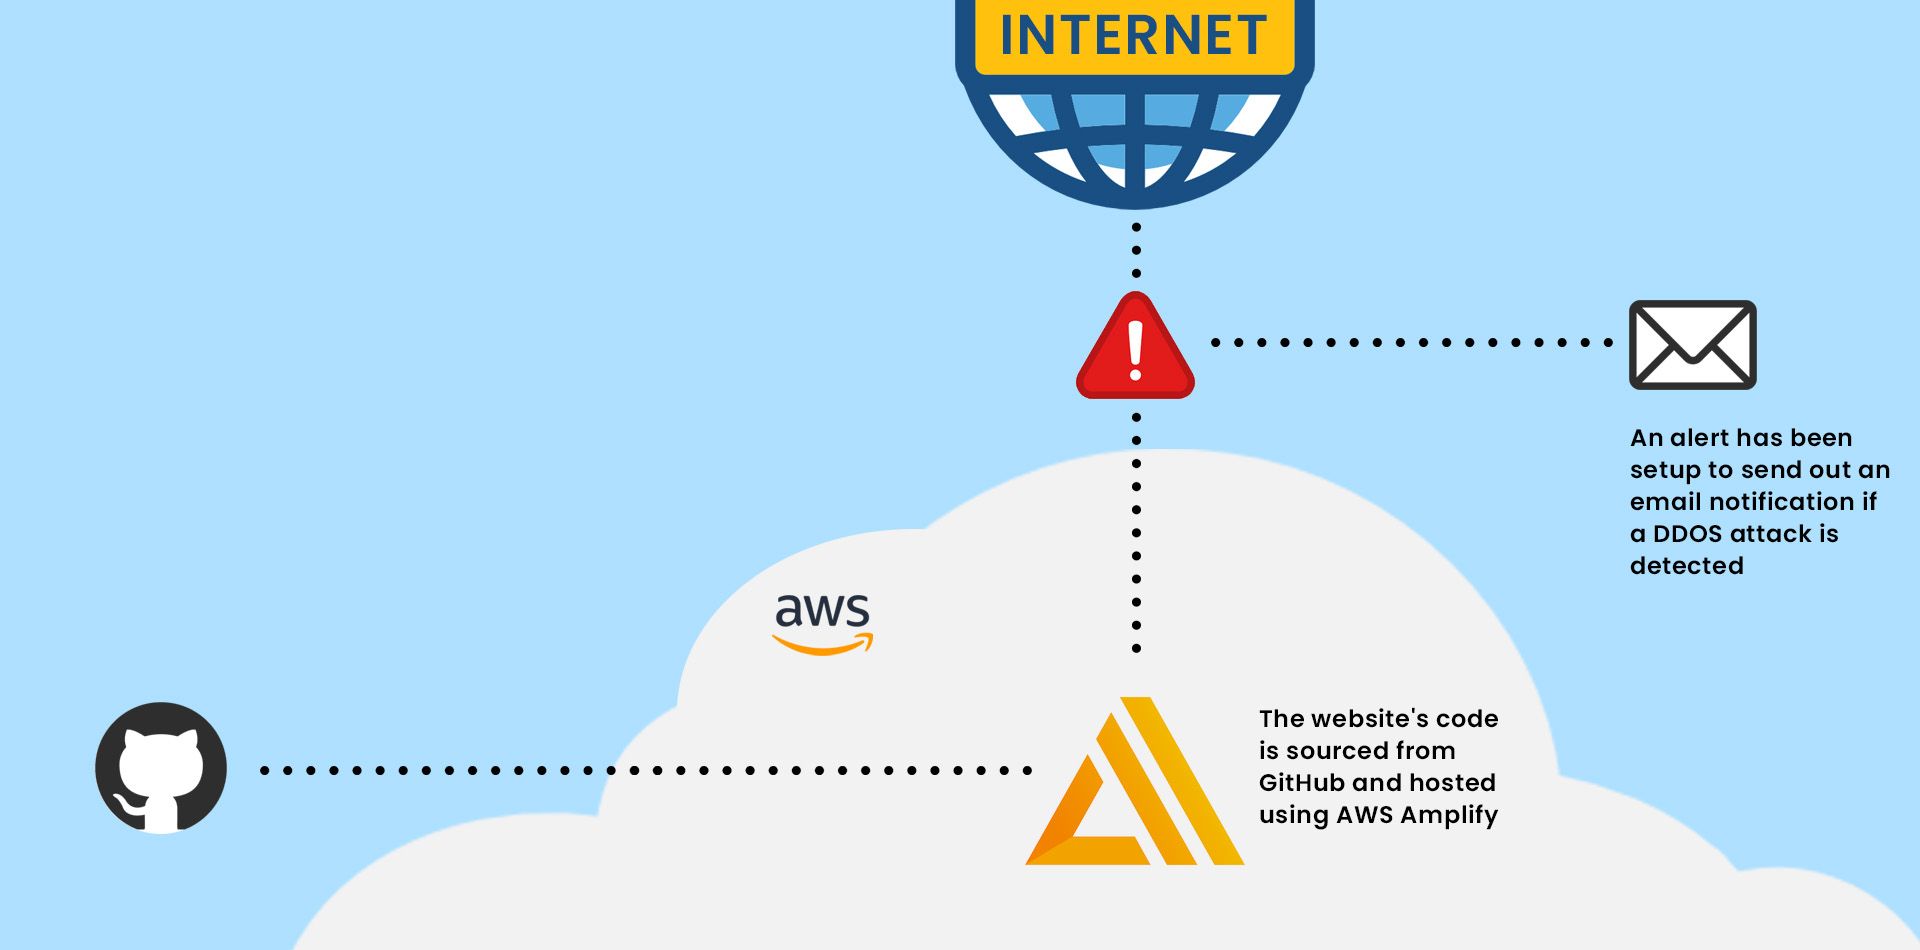 INTERNET
An alert has been
setup to send out an
email notification if
a DDOS attack is
detected
aws
The website's code
is sourced from
GitHub and hosted
using AWS Amplify